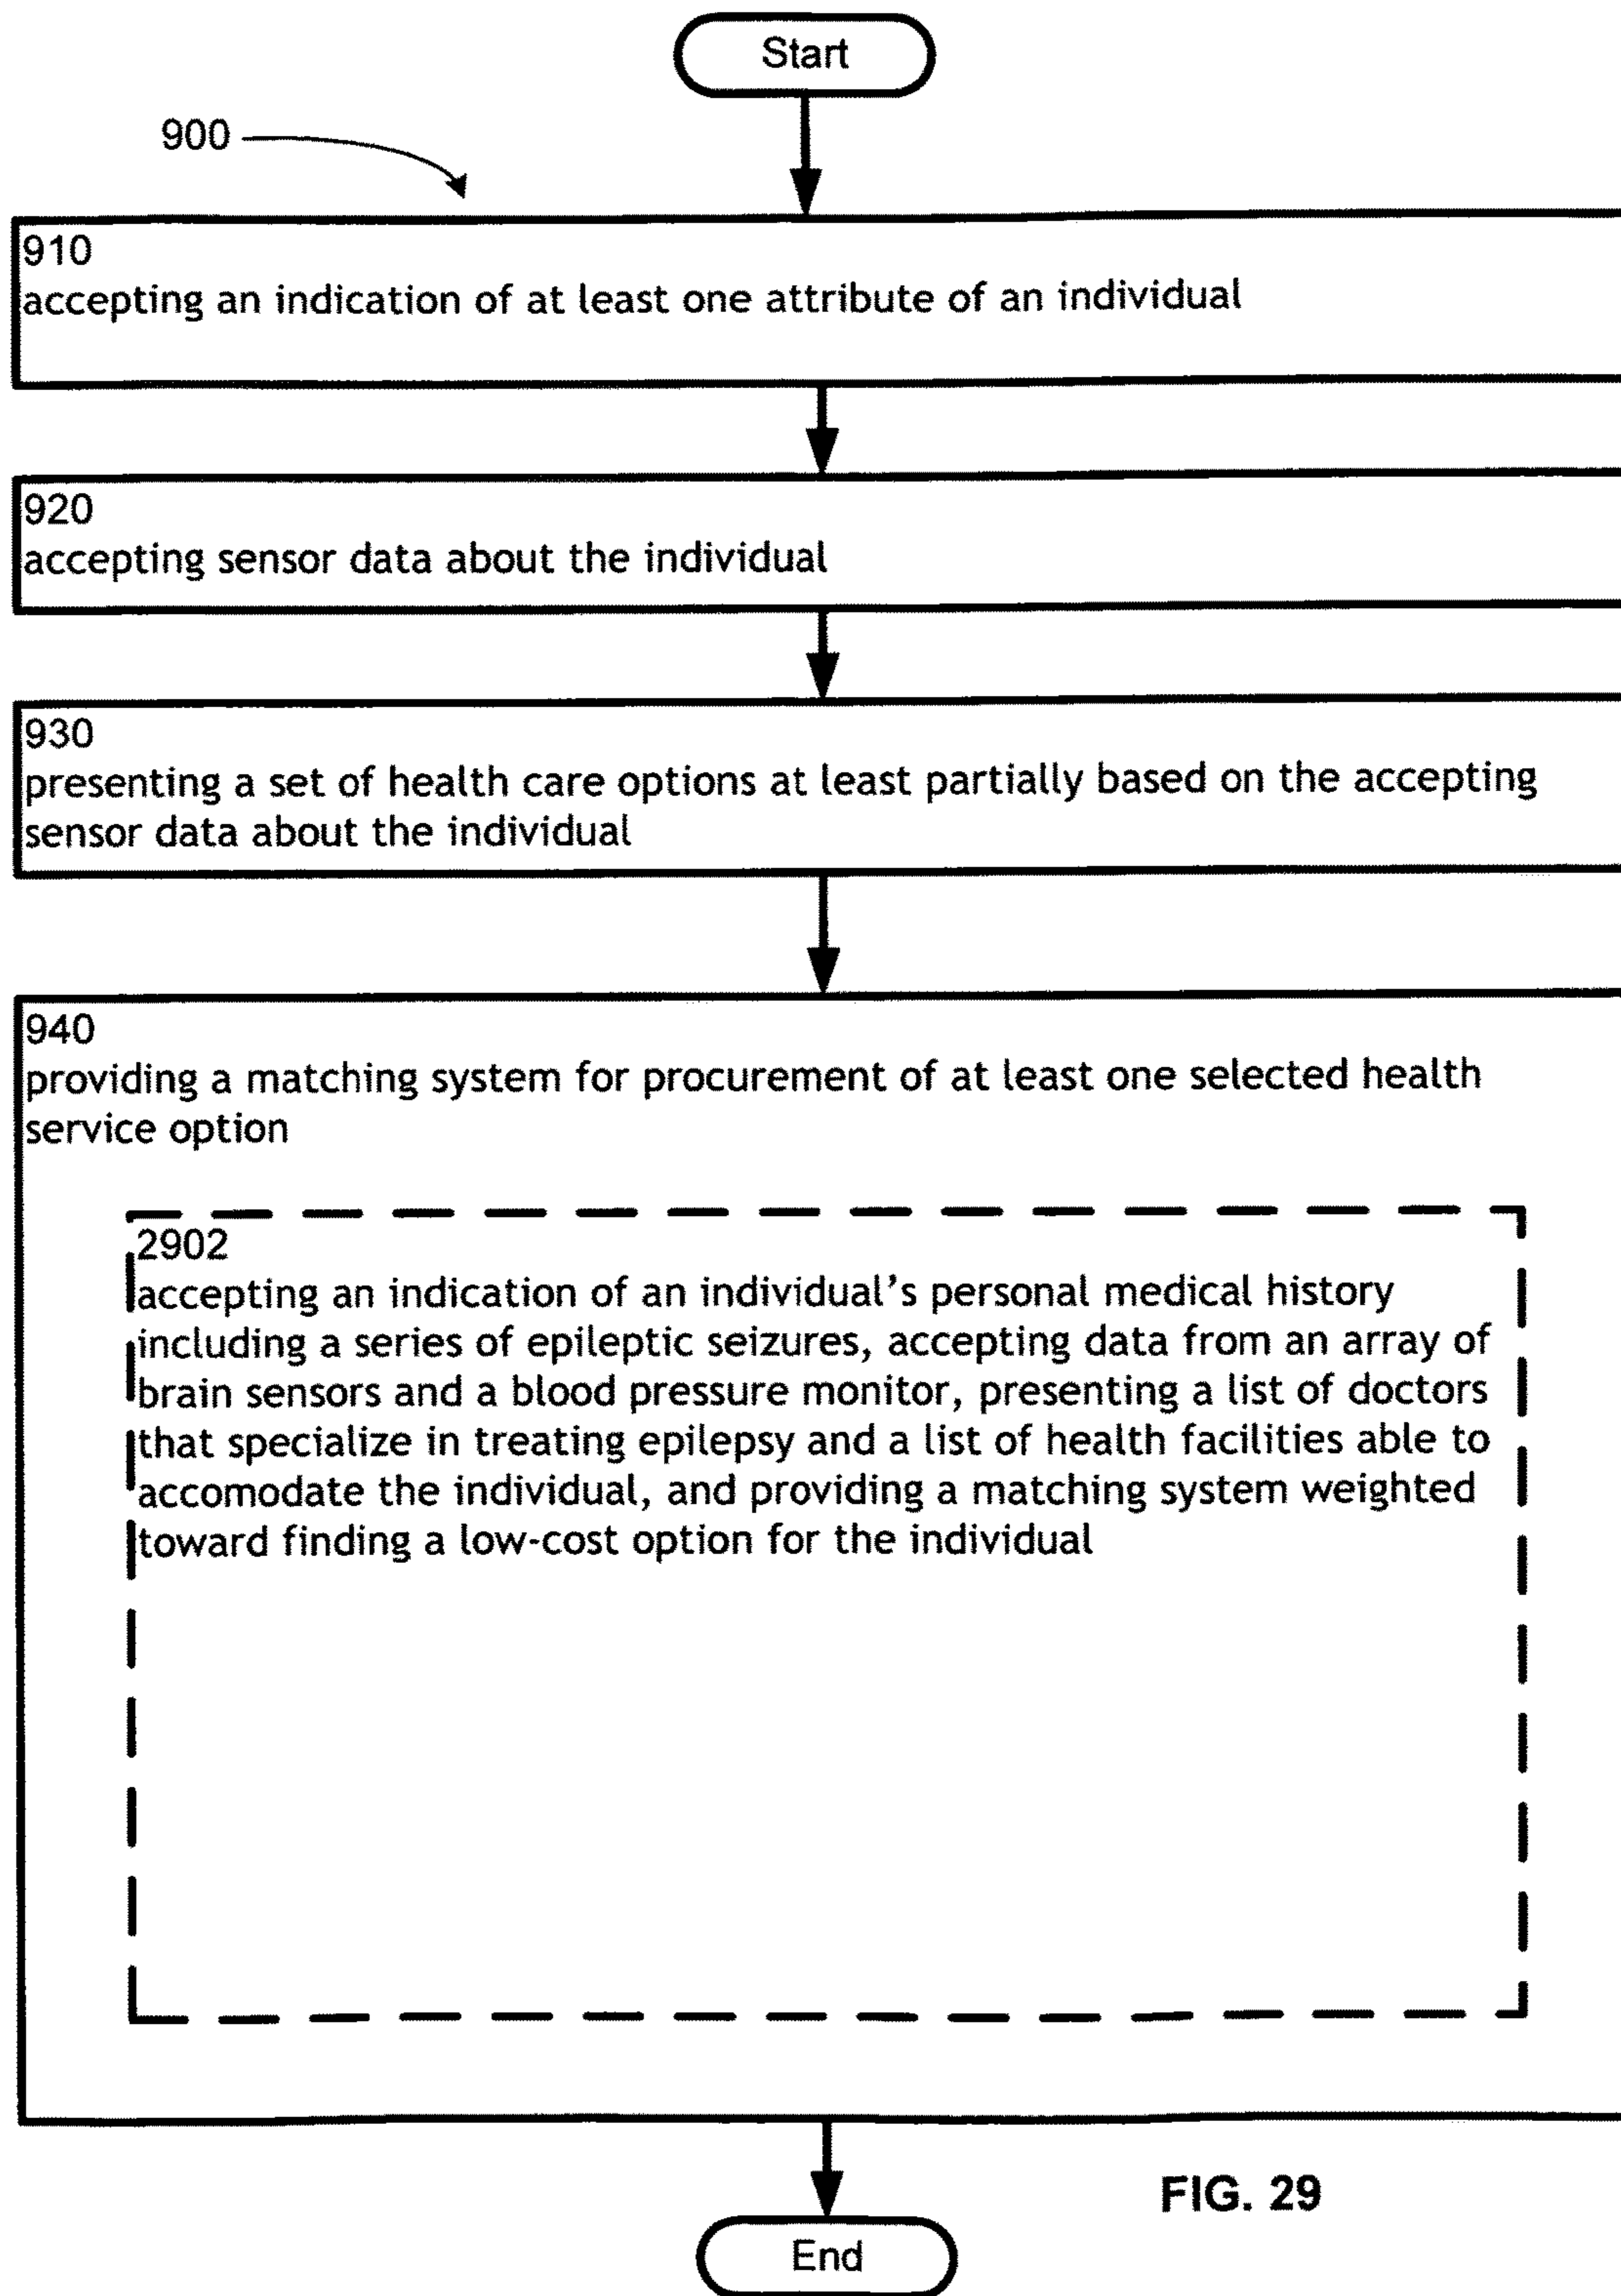 Start
900
910
accepting an indication of at least one attribute of an individual
920
accepting sensor data about the individual
930
presenting a set of health care options at least partially based on the accepting
sensor data about the individual
940
providing a matching system for procurement of at least one selected health
service option
2902
accepting an indication of an individual's personal medical history
including a series of epileptic seizures, accepting data from an array of
brain sensors and a blood pressure monitor, presenting a list of doctors
that specialize in treating epilepsy and a list of health facilities able to
accomodate the individual, and providing a matching system weighted
toward finding a low-cost option for the individual
FIG. 29
End